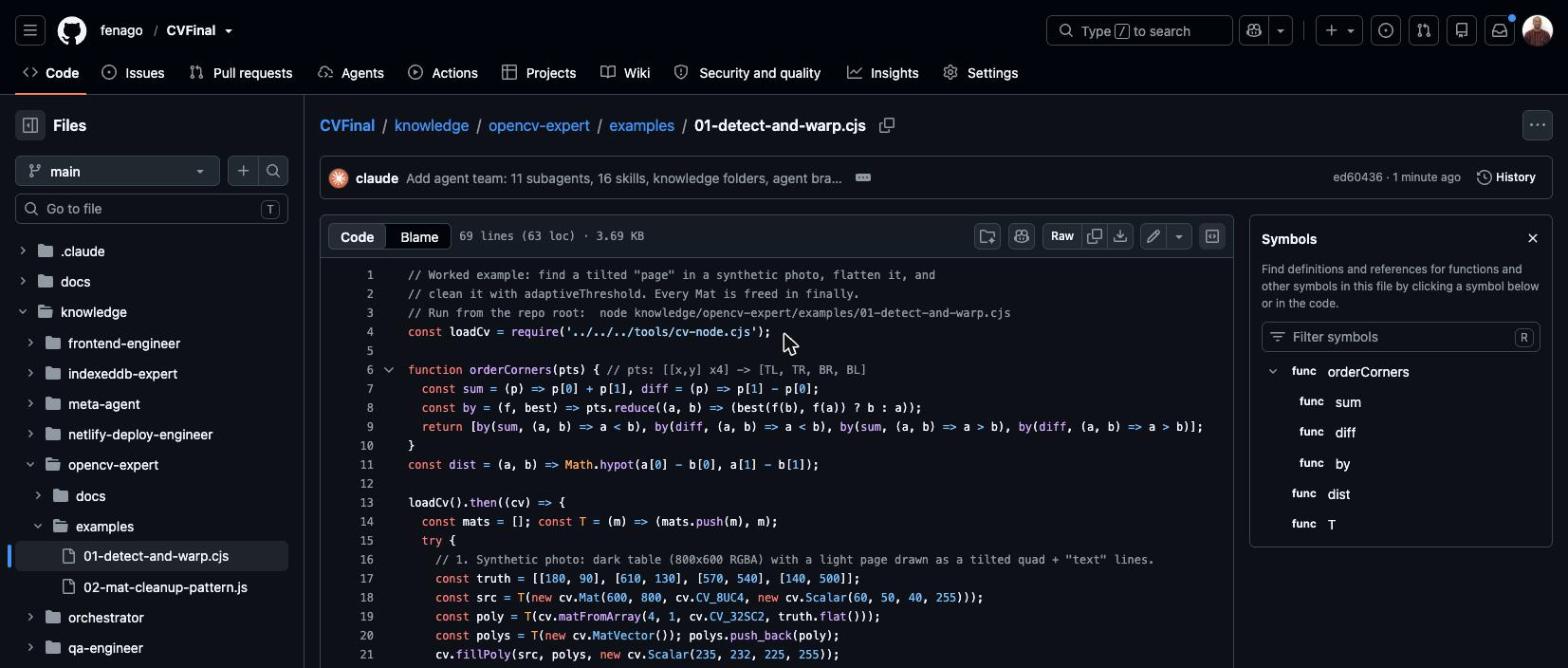 fenago / CVFinal
Type / to search
Code
Issues
Pull requests
Agents
Actions
Projects
Wiki
Security and quality
Insights
Settings
Files
main
Go to file
T
.claude
docs
knowledge
frontend-engineer
indexeddb-expert
meta-agent
netlify-deploy-engineer
opencv-expert
docs
examples
01-detect-and-warp.cjs
02-mat-cleanup-pattern.js
orchestrator
qa-engineer
CVFinal / knowledge / opencv-expert / examples / 01-detect-and-warp.cjs
claude Add agent team: 11 subagents, 16 skills, knowledge folders, agent bra...
ed60436 · 1 minute ago
History
Code Blame 69 lines (63 loc) · 3.69 KB
Raw
1 // Worked example: find a tilted "page" in a synthetic photo, flatten it, and
2 // clean it with adaptiveThreshold. Every Mat is freed in finally.
3 // Run from the repo root:  node knowledge/opencv-expert/examples/01-detect-and-warp.cjs
4 const loadCv = require('../../../tools/cv-node.cjs');
5
6 function orderCorners(pts) { // pts: [[x,y] x4] -> [TL, TR, BR, BL]
7   const sum = (p) => p[0] + p[1], diff = (p) => p[1] - p[0];
8   const by = (f, best) => pts.reduce((a, b) => (best(f(b), f(a)) ? b : a));
9   return [by(sum, (a, b) => a < b), by(diff, (a, b) => a < b), by(sum, (a, b) => a > b), by(diff, (a, b) => a > b)];
10 }
11 const dist = (a, b) => Math.hypot(a[0] - b[0], a[1] - b[1]);
12
13 loadCv().then((cv) => {
14   const mats = []; const T = (m) => (mats.push(m), m);
15   try {
16     // 1. Synthetic photo: dark table (800x600 RGBA) with a light page drawn as a tilted quad + "text" lines.
17     const truth = [[180, 90], [610, 130], [570, 540], [140, 500]];
18     const src = T(new cv.Mat(600, 800, cv.CV_8UC4, new cv.Scalar(60, 50, 40, 255)));
19     const poly = T(cv.matFromArray(4, 1, cv.CV_32SC2, truth.flat()));
20     const polys = T(new cv.MatVector()); polys.push_back(poly);
21     cv.fillPoly(src, polys, new cv.Scalar(235, 232, 225, 255));
Symbols
Find definitions and references for functions and
other symbols in this file by clicking a symbol below
or in the code.
Filter symbols
R
func orderCorners
func sum
func diff
func by
func dist
func T